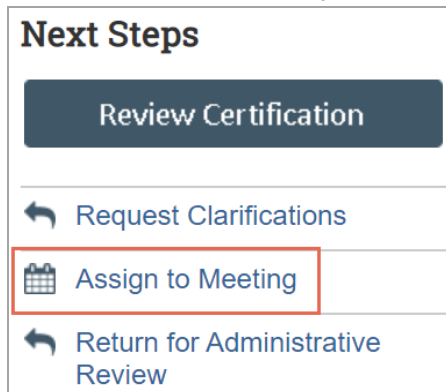 Next Steps
Review Certification
Request Clarifications
Assign to Meeting
Return for Administrative
Review